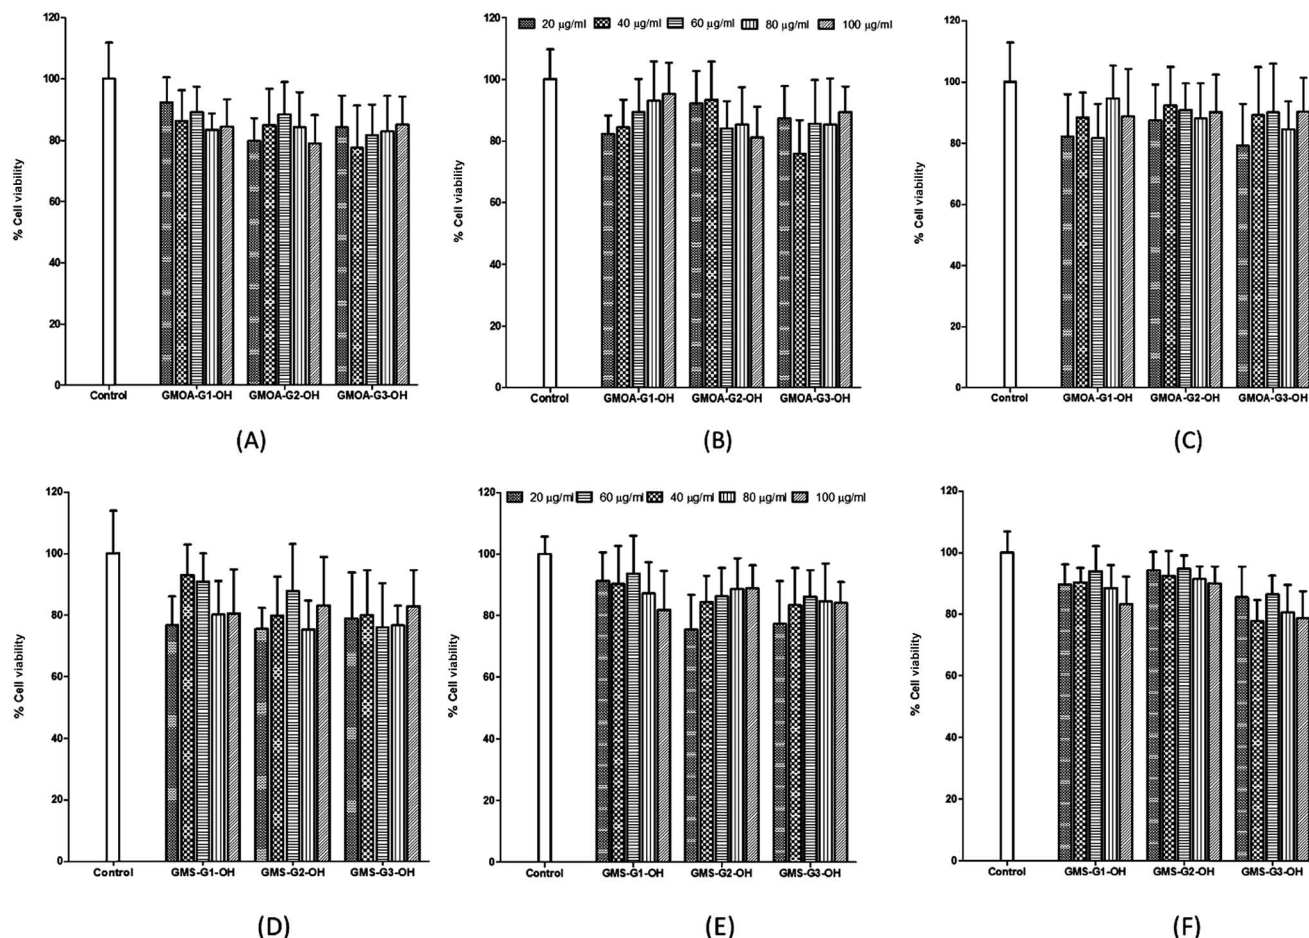 120
100
80
60
40
20
0
% Cell viability
Control
GMOA-G1-OH
GMOA-G2-OH
GMOA-G3-OH
(A)
20 µg/ml
40 µg/ml
60 µg/ml
80 µg/ml
100 µg/ml
120
100
80
60
40
20
0
% Cell viability
Control
GMOA-G1-OH
GMOA-G2-OH
GMOA-G3-OH
(B)
120
100
80
60
40
20
0
% Cell viability
Control
GMOA-G1-OH
GMOA-G2-OH
GMOA-G3-OH
(C)
120
100
80
60
40
20
0
% Cell viability
Control
GMS-G1-OH
GMS-G2-OH
GMS-G3-OH
(D)
20 µg/ml
60 µg/ml
40 µg/ml
80 µg/ml
100 µg/ml
120
100
80
60
40
20
0
% Cell viability
Control
GMS-G1-OH
GMS-G2-OH
GMS-G3-OH
(E)
120
100
80
60
40
20
0
% Cell viability
Control
GMS-G1-OH
GMS-G2-OH
GMS-G3-OH
(F)